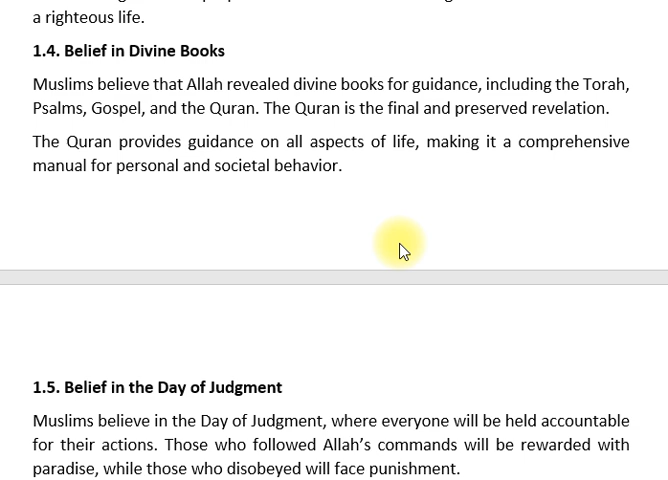 a righteous life.
1.4. Belief in Divine Books
Muslims believe that Allah revealed divine books for guidance, including the Torah,
Psalms, Gospel, and the Quran. The Quran is the final and preserved revelation.
The Quran provides guidance on all aspects of life, making it a comprehensive
manual for personal and societal behavior.
1.5. Belief in the Day of Judgment
Muslims believe in the Day of Judgment, where everyone will be held accountable
for their actions. Those who followed Allah’s commands will be rewarded with
paradise, while those who disobeyed will face punishment.